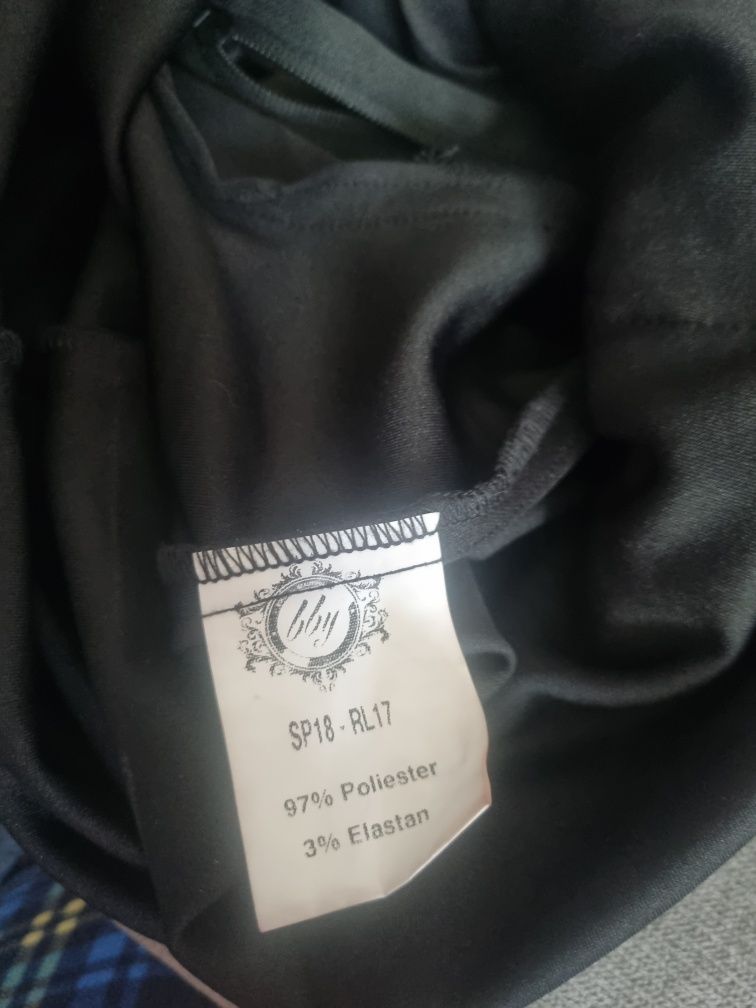 bby
SP18 - RL17
97% Poliester
3% Elastan